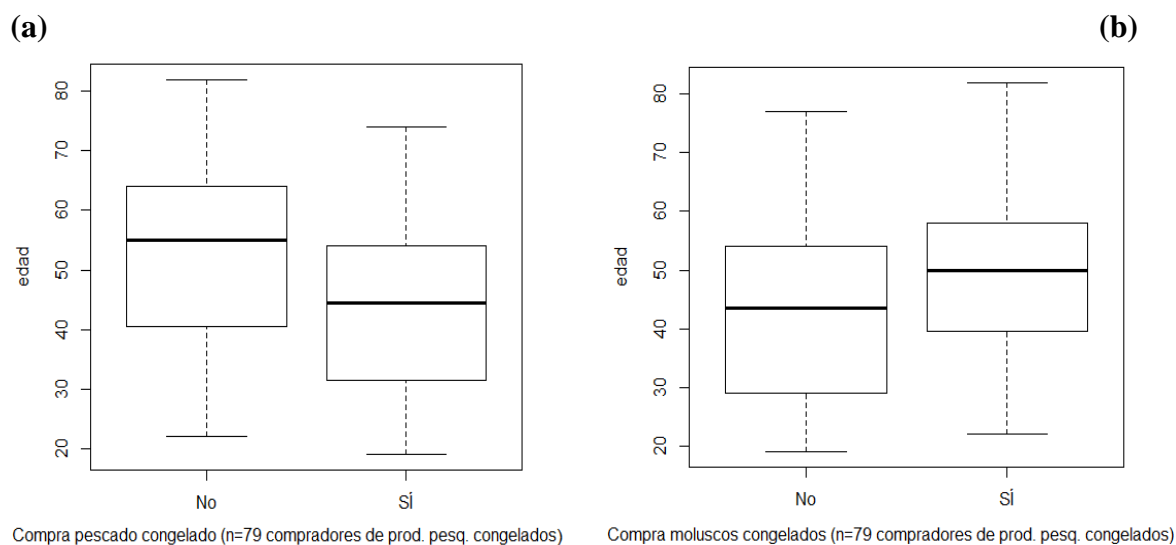 (a)
(b)
80
70
60
50
40
30
20
edad
No
SÍ
Compra pescado congelado (n=79 compradores de prod. pesq. congelados)
80
70
60
50
40
30
20
edad
No
SÍ
Compra moluscos congelados (n=79 compradores de prod. pesq. congelados)